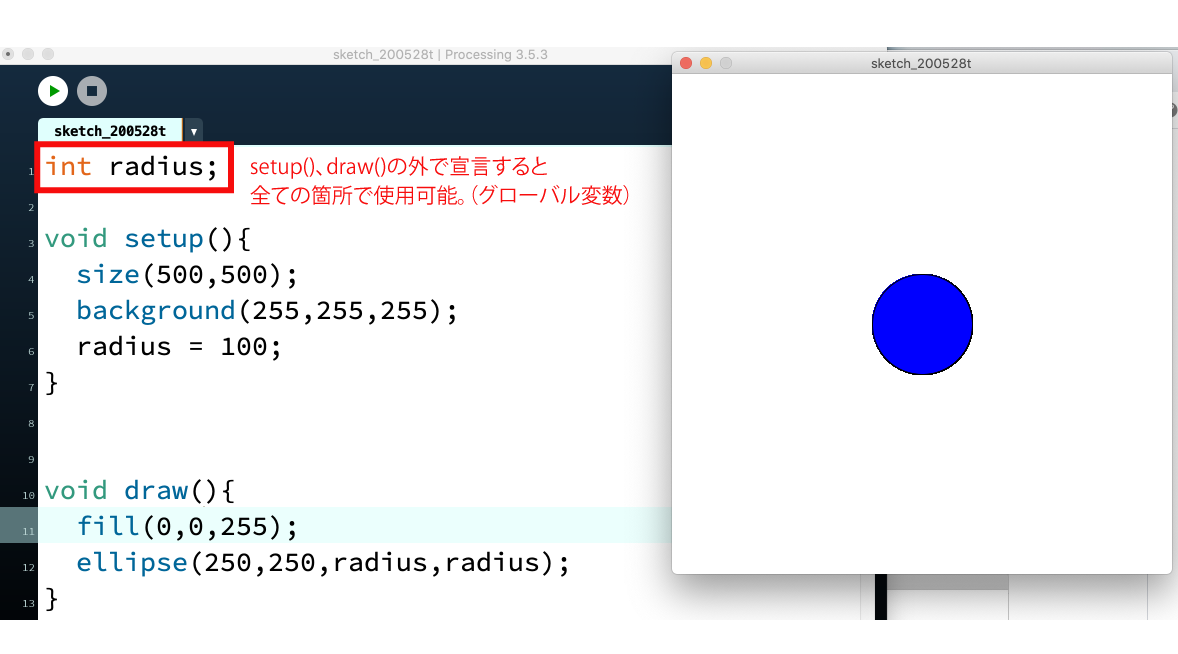 sketch_200528t | Processing 3.5.3
sketch_200528t
sketch_200528t ▼
1 int radius;
setup()、draw()の外で宣言すると
全ての箇所で使用可能。（グローバル変数）
2
3 void setup(){
4 size(500,500);
5 background(255,255,255);
6 radius = 100;
7 }
8
9
10 void draw(){
11 fill(0,0,255);
12 ellipse(250,250,radius,radius);
13 }